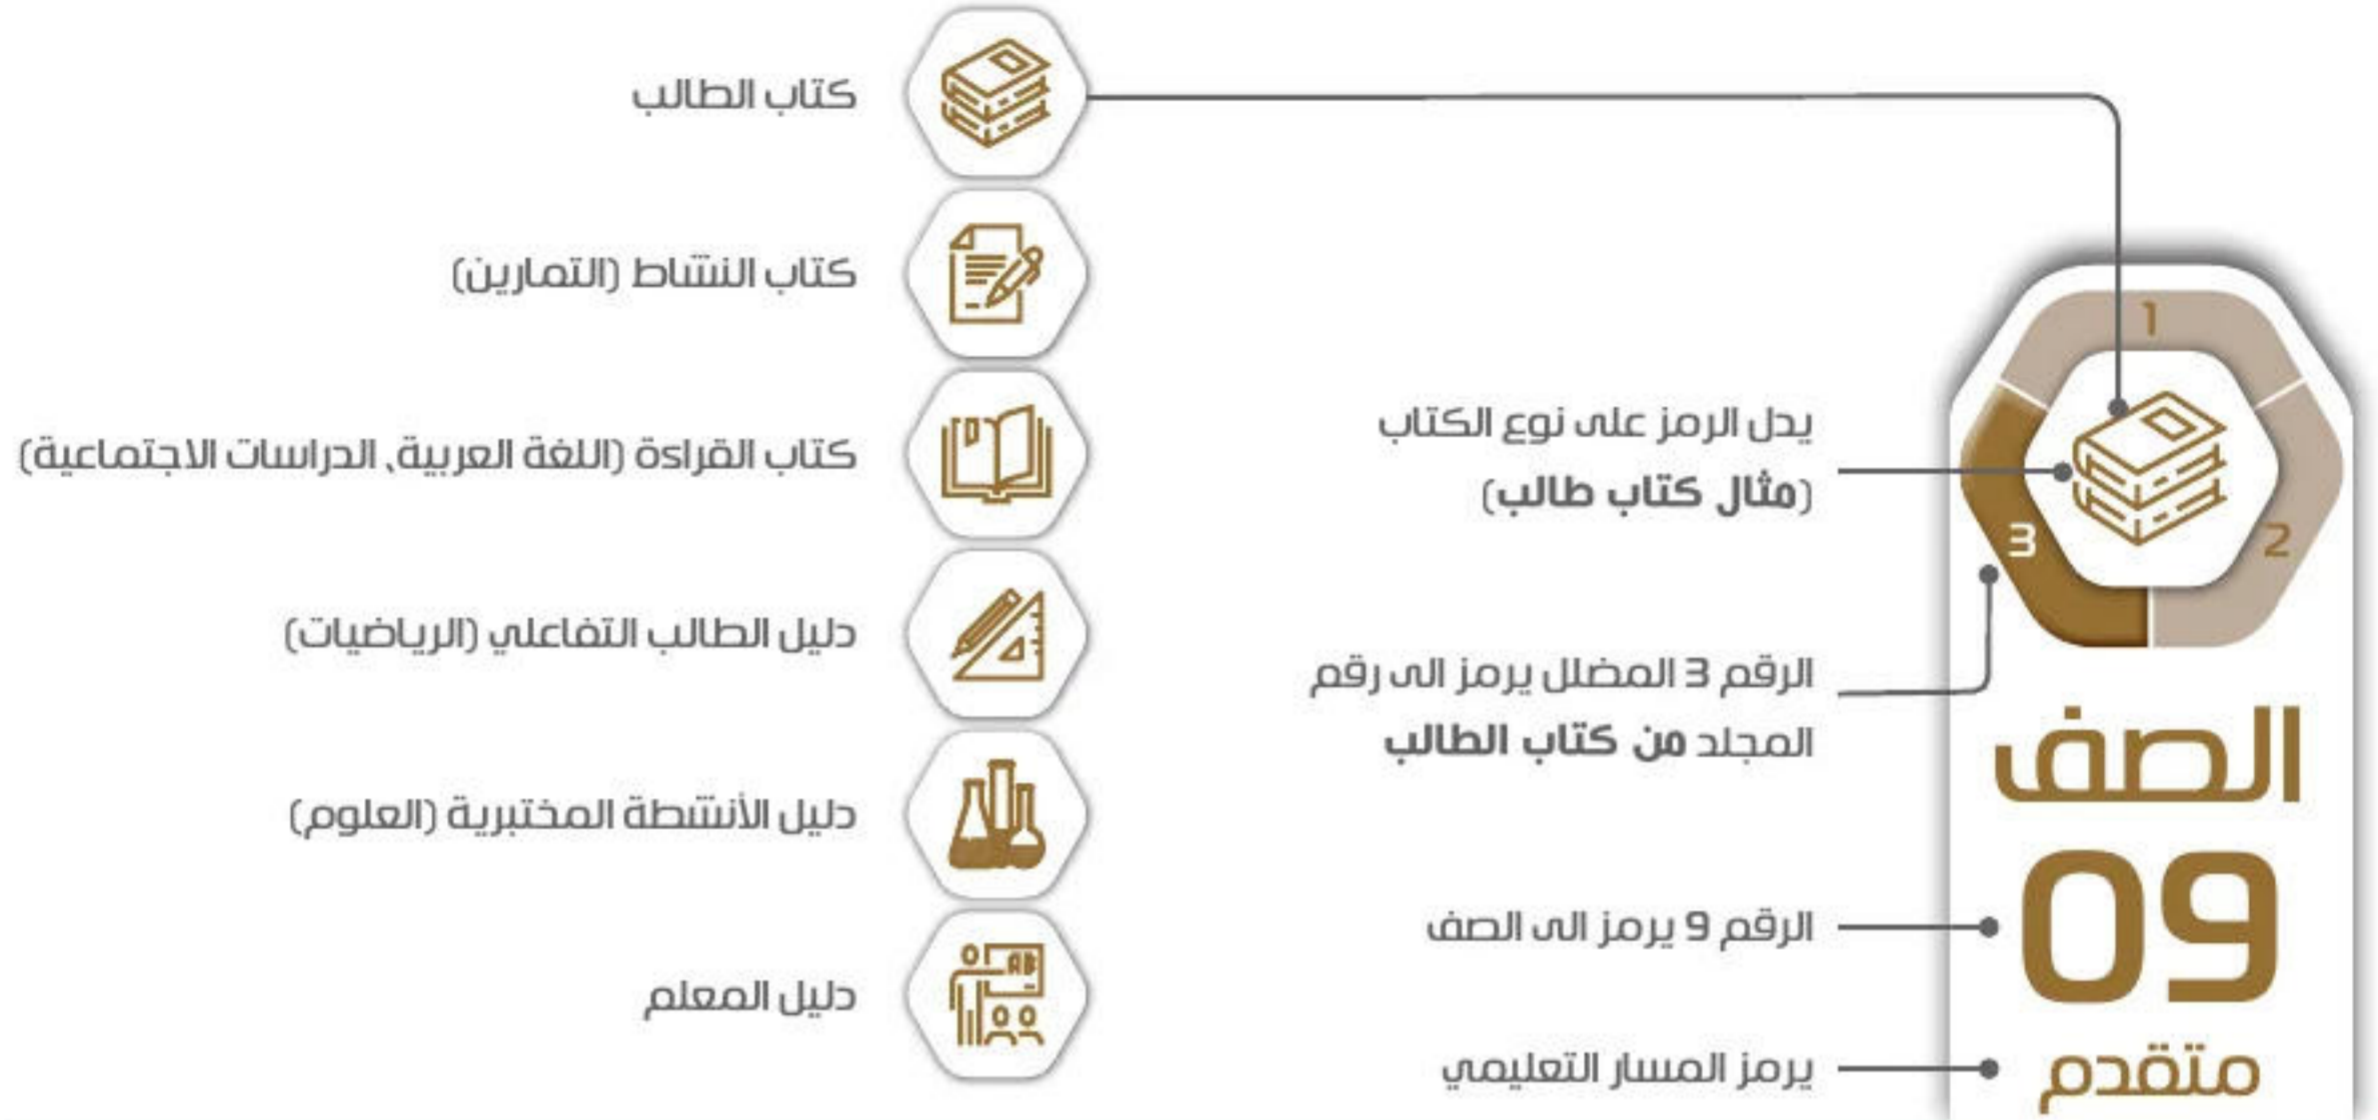 1
2
3
الصف
09
متقدم
يدل الرمز على نوع الكتاب
(مثال كتاب طالب)
الرقم 3 المضلل يرمز الى رقم
المجلد من كتاب الطالب
الرقم 9 يرمز الى الصف
يرمز المسار التعليمي
كتاب الطالب
كتاب النشاط (التمارين)
كتاب القراءة (اللغة العربية، الدراسات الاجتماعية)
دليل الطالب التفاعلي (الرياضيات)
دليل الأنشطة المختبرية (العلوم)
دليل المعلم
AB